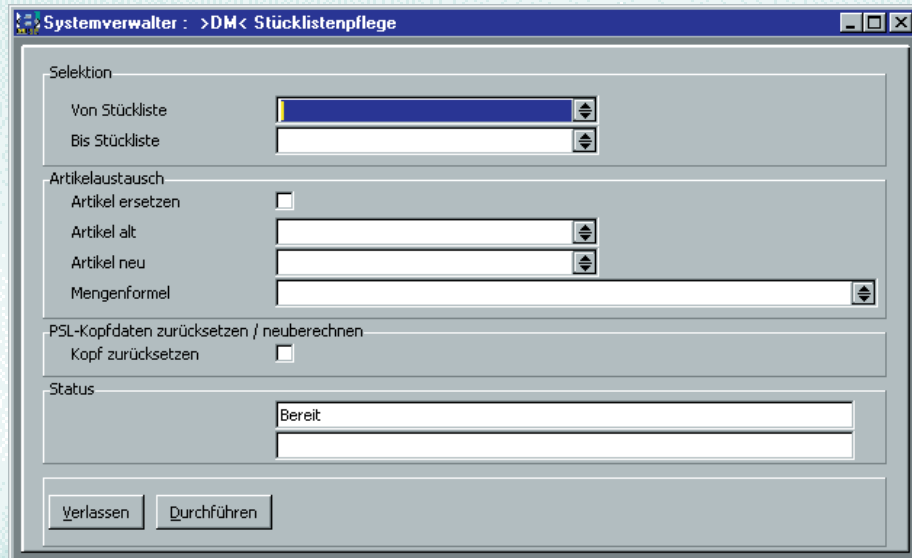 Systemverwalter : >DM< Stücklistenpflege
Selektion
Von Stückliste
Bis Stückliste
Artikelaustausch
Artikel ersetzen
Artikel alt
Artikel neu
Mengenformel
PSL-Kopfdaten zurücksetzen / neuberechnen
Kopf zurücksetzen
Status
Bereit
Verlassen Durchführen